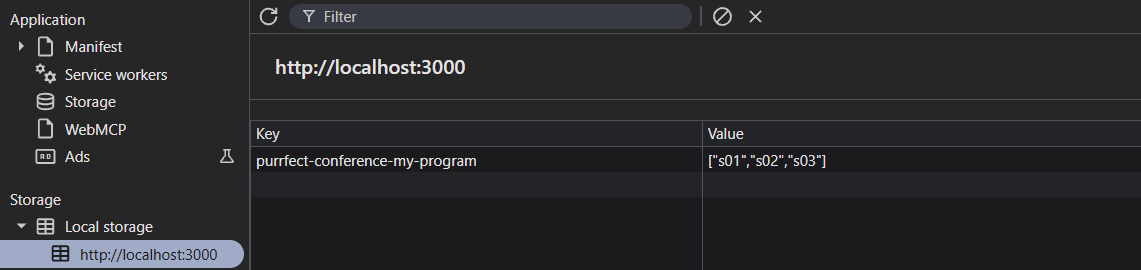 Application
Manifest
Service workers
Storage
WebMCP
Ads
Storage
Local storage
http://localhost:3000
Filter
http://localhost:3000
Key Value
purrfect-conference-my-program ["s01","s02","s03"]